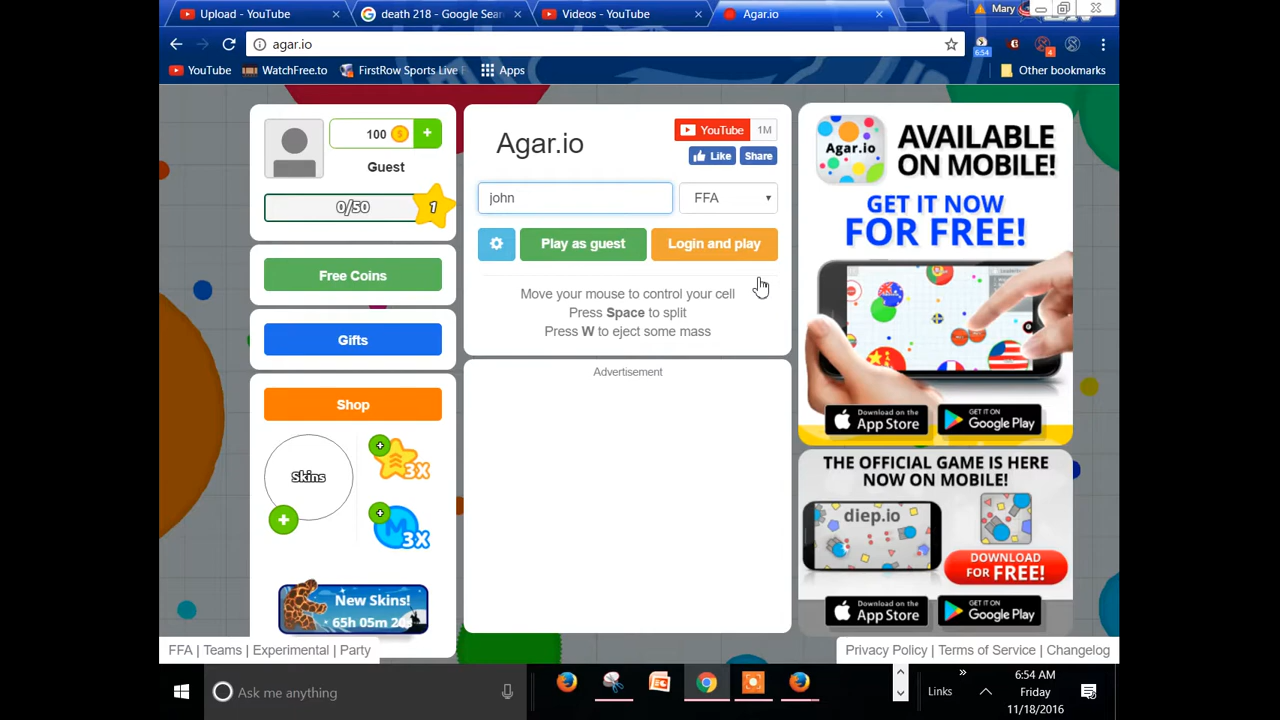 Upload - YouTube
death 218 - Google Sear
Videos - YouTube
Agar.io
Mary
agar.io
6:54
4
YouTube
WatchFree.to
FirstRow Sports Live
Apps
Other bookmarks
100
Guest
0/50
1
Free Coins
Gifts
Shop
Skins
3X
M
3X
New Skins!
Agar.io
YouTube 1M
Like Share
john
FFA
Play as guest
Login and play
Move your mouse to control your cell
Press Space to split
Press W to eject some mass
Advertisement
Agar.io
AVAILABLE
ON MOBILE!
GET IT NOW
FOR FREE!
Download on the
App Store
GET IT ON
Google Play
THE OFFICIAL GAME IS HERE
NOW ON MOBILE!
diep.io
DOWNLOAD
FOR FREE!
Download on the
App Store
GET IT ON
Google Play
FFA | Teams | Experimental | Party
Privacy Policy | Terms of Service | Changelog
Ask me anything
Links
6:54 AM
Friday
11/18/2016